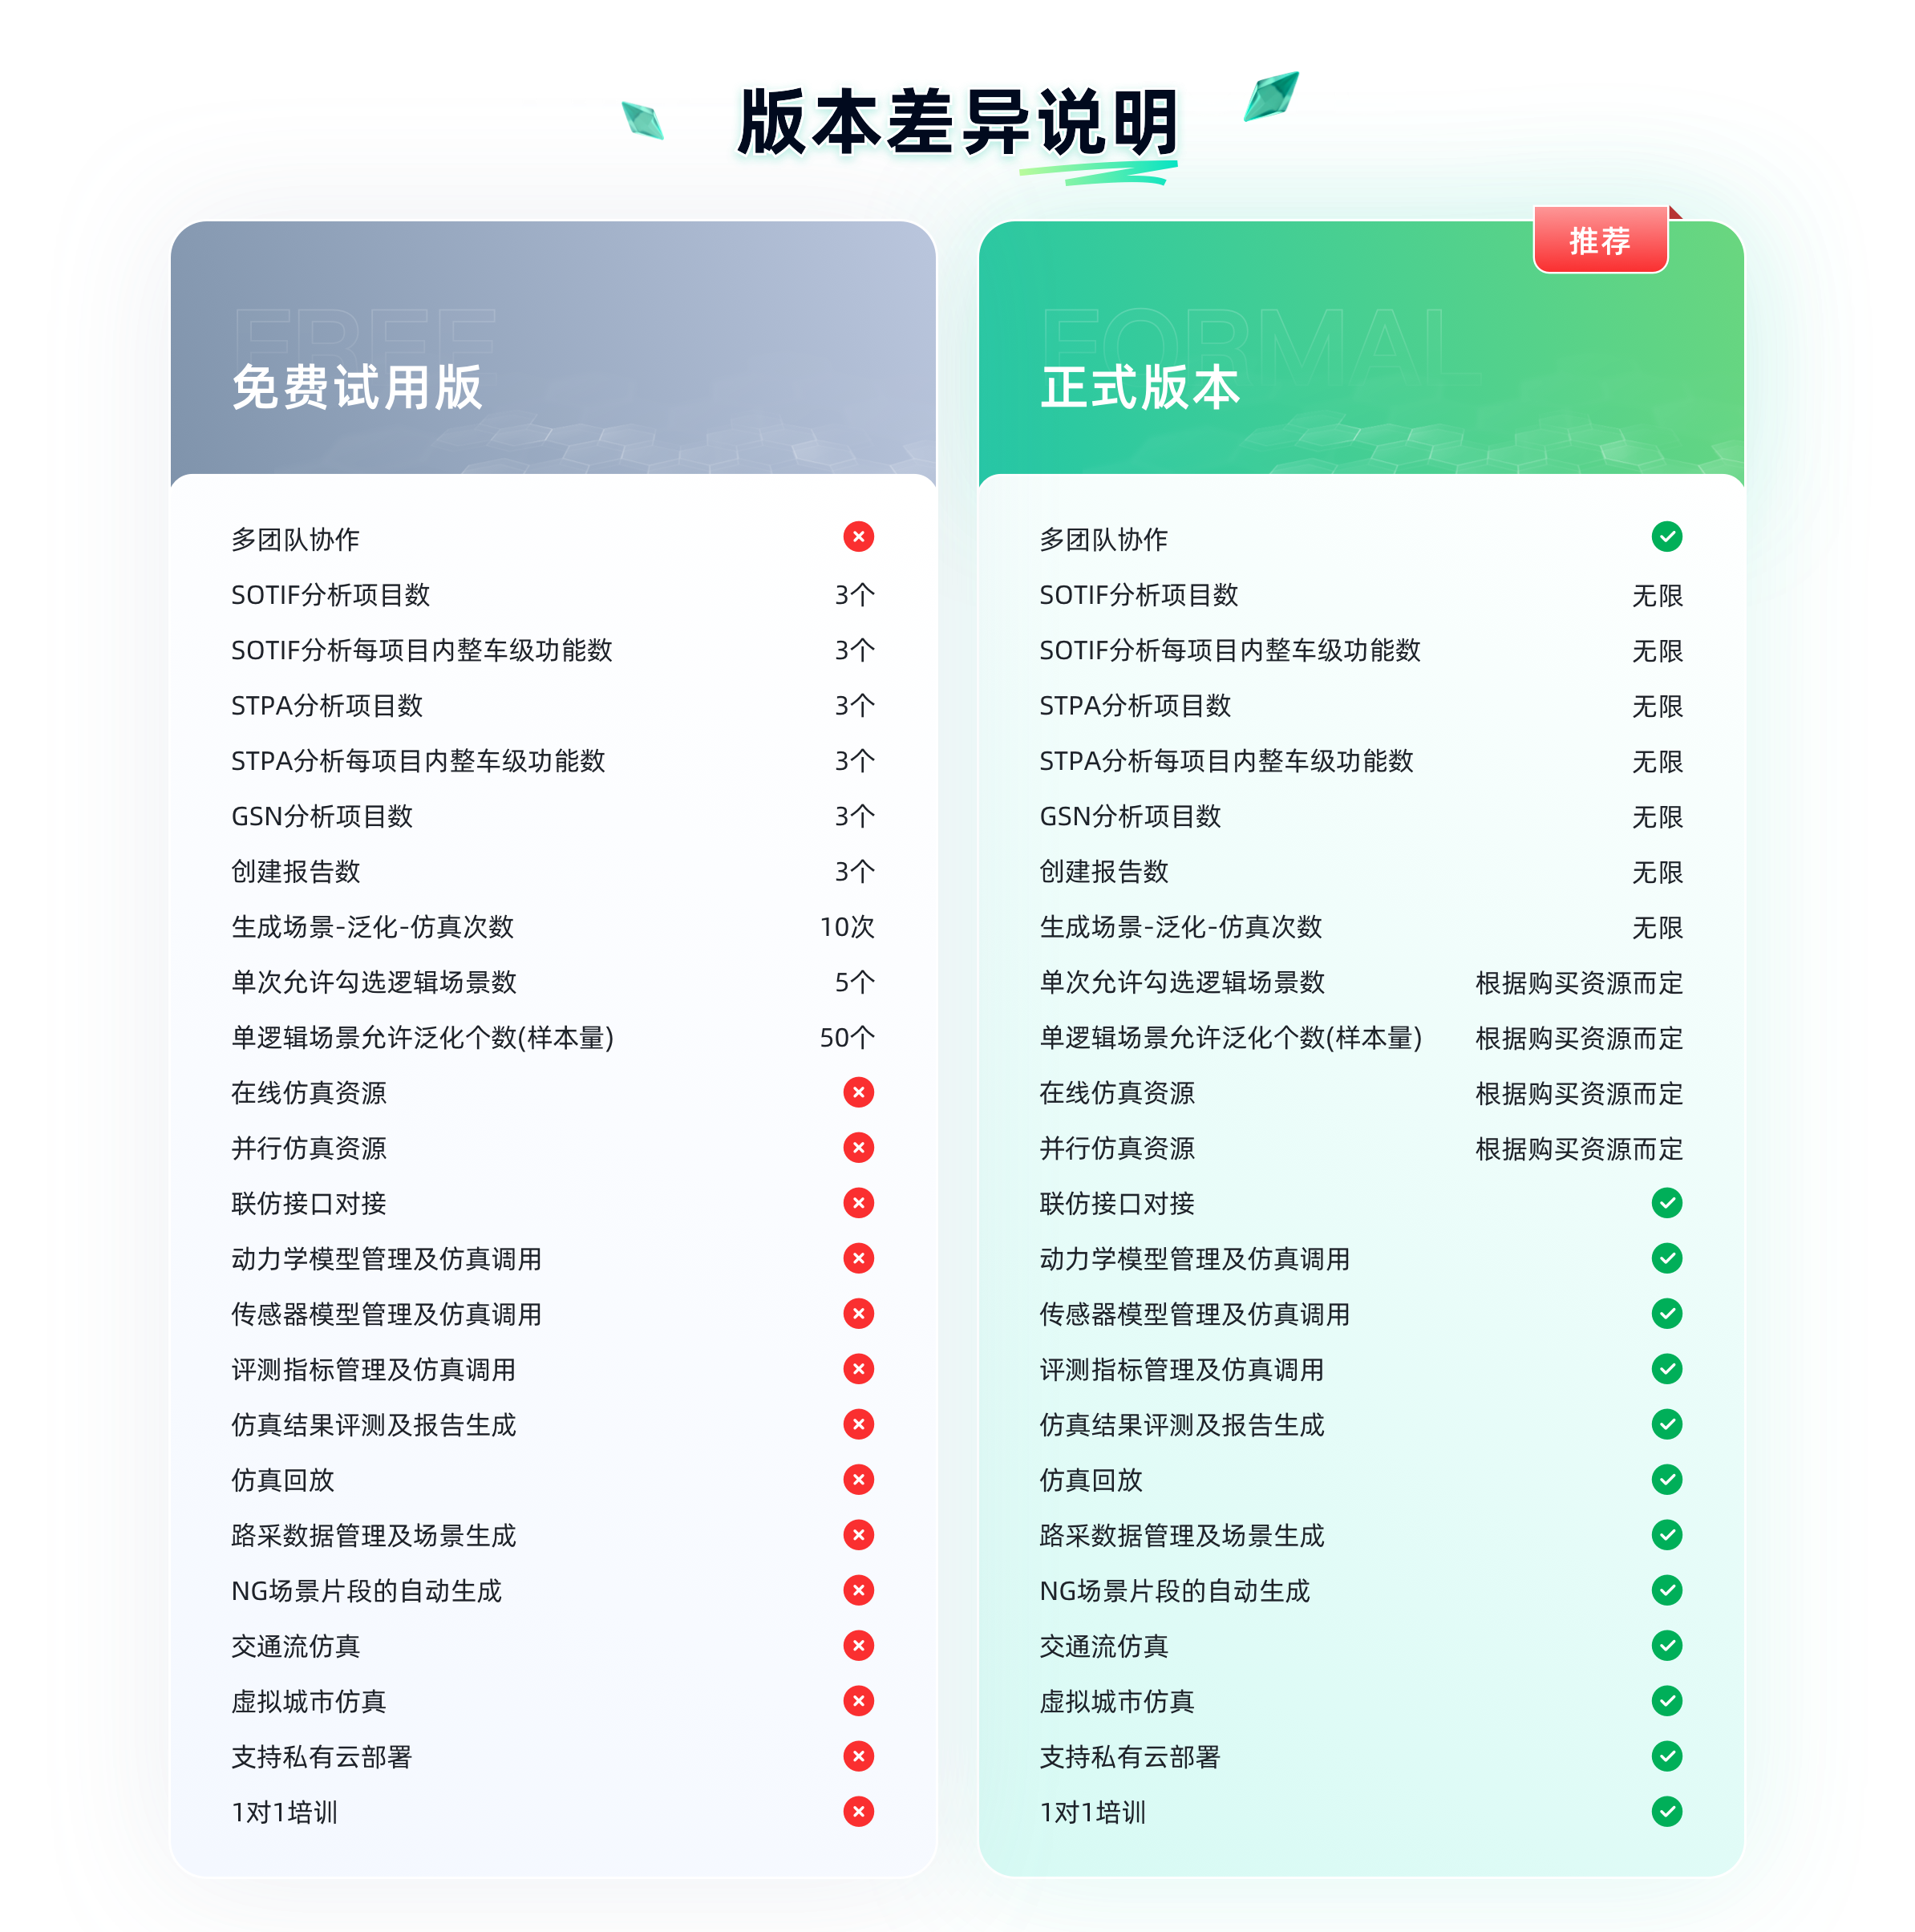 版本差异说明
FREE
免费试用版
多团队协作
SOTIF分析项目数 3个
SOTIF分析每项目内整车级功能数 3个
STPA分析项目数 3个
STPA分析每项目内整车级功能数 3个
GSN分析项目数 3个
创建报告数 3个
生成场景-泛化-仿真次数 10次
单次允许勾选逻辑场景数 5个
单逻辑场景允许泛化个数(样本量) 50个
在线仿真资源
并行仿真资源
联仿接口对接
动力学模型管理及仿真调用
传感器模型管理及仿真调用
评测指标管理及仿真调用
仿真结果评测及报告生成
仿真回放
路采数据管理及场景生成
NG场景片段的自动生成
交通流仿真
虚拟城市仿真
支持私有云部署
1对1培训
推荐
FORMAL
正式版本
多团队协作
SOTIF分析项目数 无限
SOTIF分析每项目内整车级功能数 无限
STPA分析项目数 无限
STPA分析每项目内整车级功能数 无限
GSN分析项目数 无限
创建报告数 无限
生成场景-泛化-仿真次数 无限
单次允许勾选逻辑场景数 根据购买资源而定
单逻辑场景允许泛化个数(样本量) 根据购买资源而定
在线仿真资源 根据购买资源而定
并行仿真资源 根据购买资源而定
联仿接口对接
动力学模型管理及仿真调用
传感器模型管理及仿真调用
评测指标管理及仿真调用
仿真结果评测及报告生成
仿真回放
路采数据管理及场景生成
NG场景片段的自动生成
交通流仿真
虚拟城市仿真
支持私有云部署
1对1培训